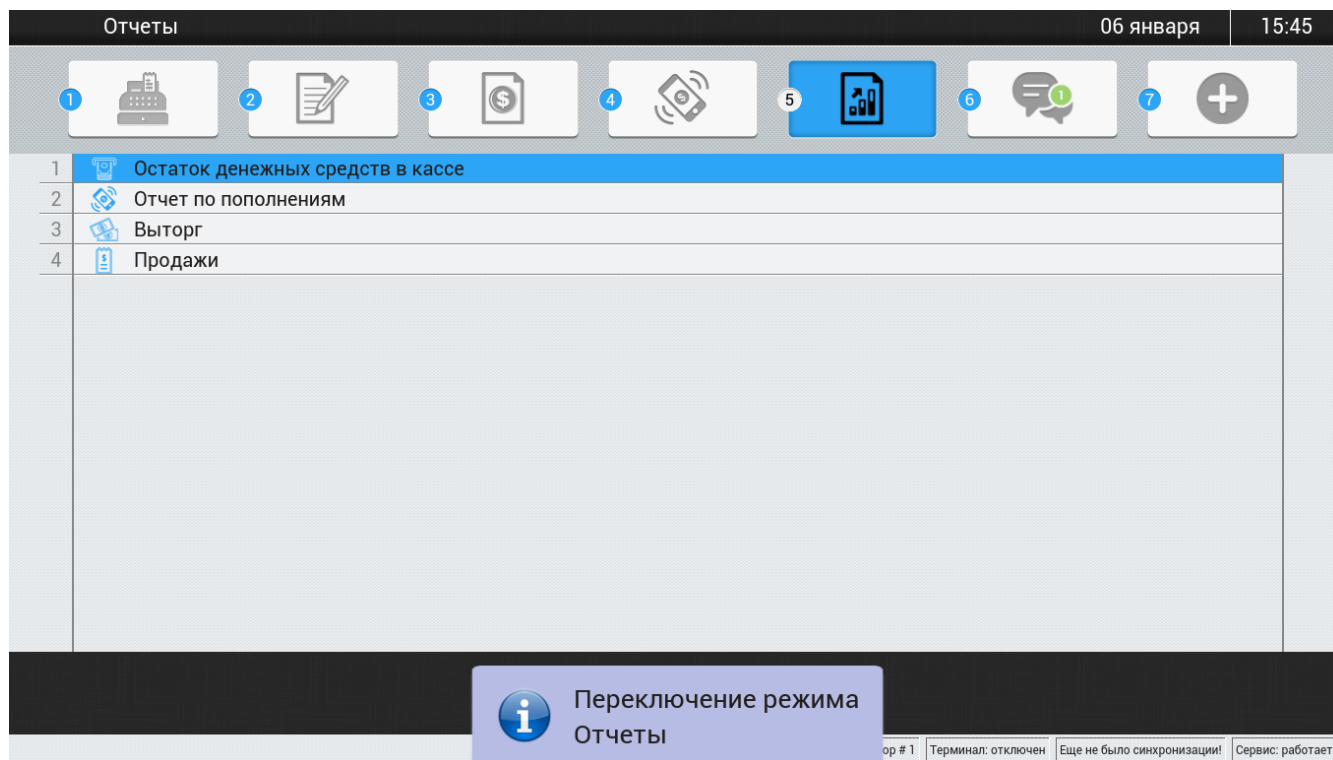 Отчеты 06 января 15:45
1 2 3 4 5 6 1 7
1 Остаток денежных средств в кассе
2 Отчет по пополнениям
3 Выторг
4 Продажи
Переключение режима
Отчеты
ор # 1 Терминал: отключен Еще не было синхронизации! Сервис: работает